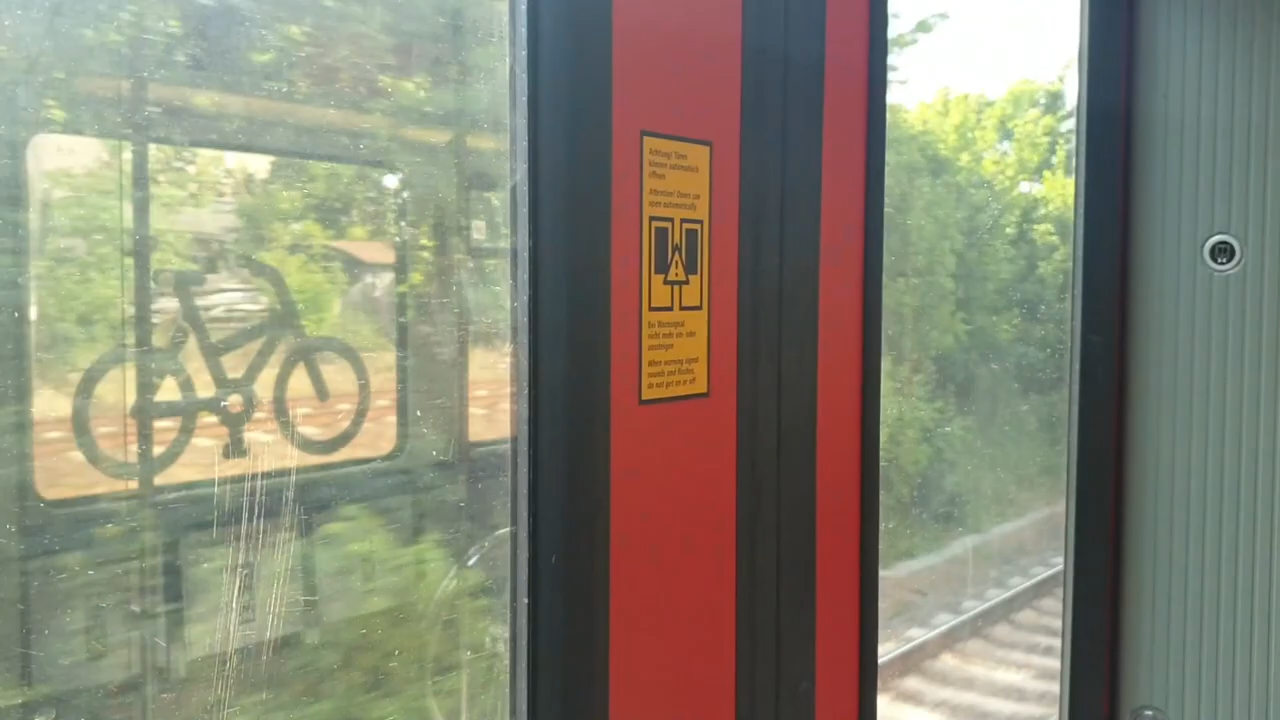 Achtung! Türen
können automatisch
öffnen
Attention! Doors can
open automatically
Bei Warnsignal
nicht mehr ein- oder
aussteigen
When warning signal
sounds and flashes,
do not get on or off